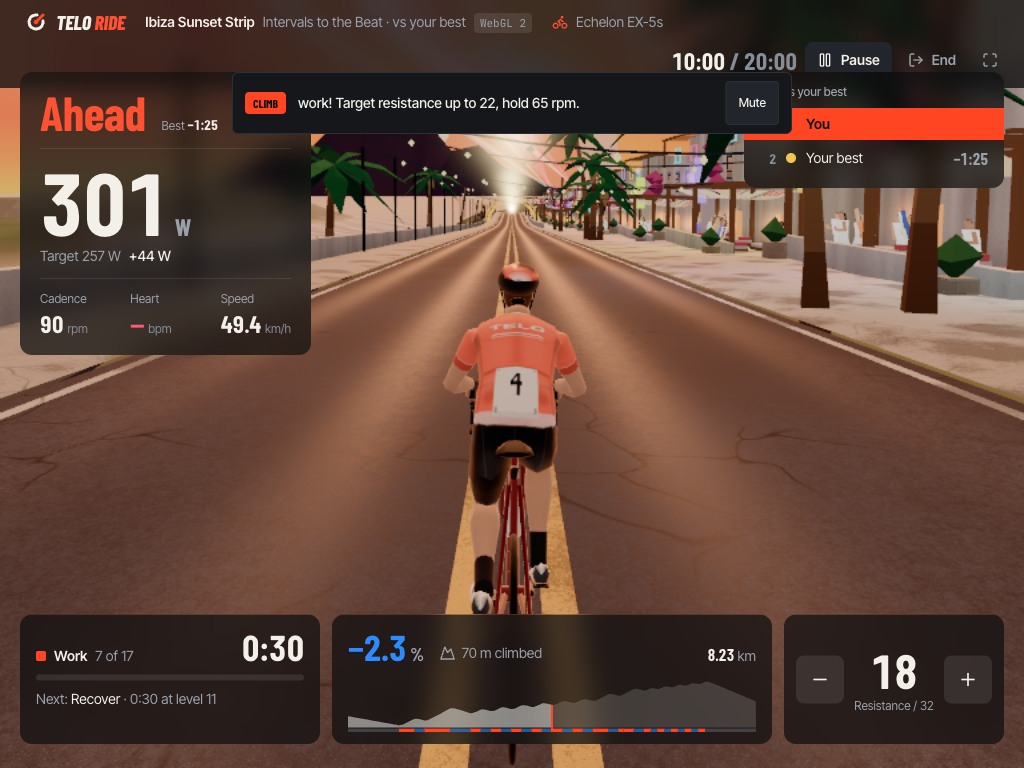 TELO RIDE Ibiza Sunset Strip Intervals to the Beat · vs your best WebGL 2 Echelon EX-5s
10:00 / 20:00 Pause End
Ahead Best −1:25
CLIMB work! Target resistance up to 22, hold 65 rpm. Mute
s your best
You
2 Your best −1:25
301 W
Target 257 W +44 W
Cadence Heart Speed
90 rpm – bpm 49.4 km/h
TELO
4
Work 7 of 17 0:30
Next: Recover · 0:30 at level 11
−2.3 % 70 m climbed 8.23 km
− 18 +
Resistance / 32